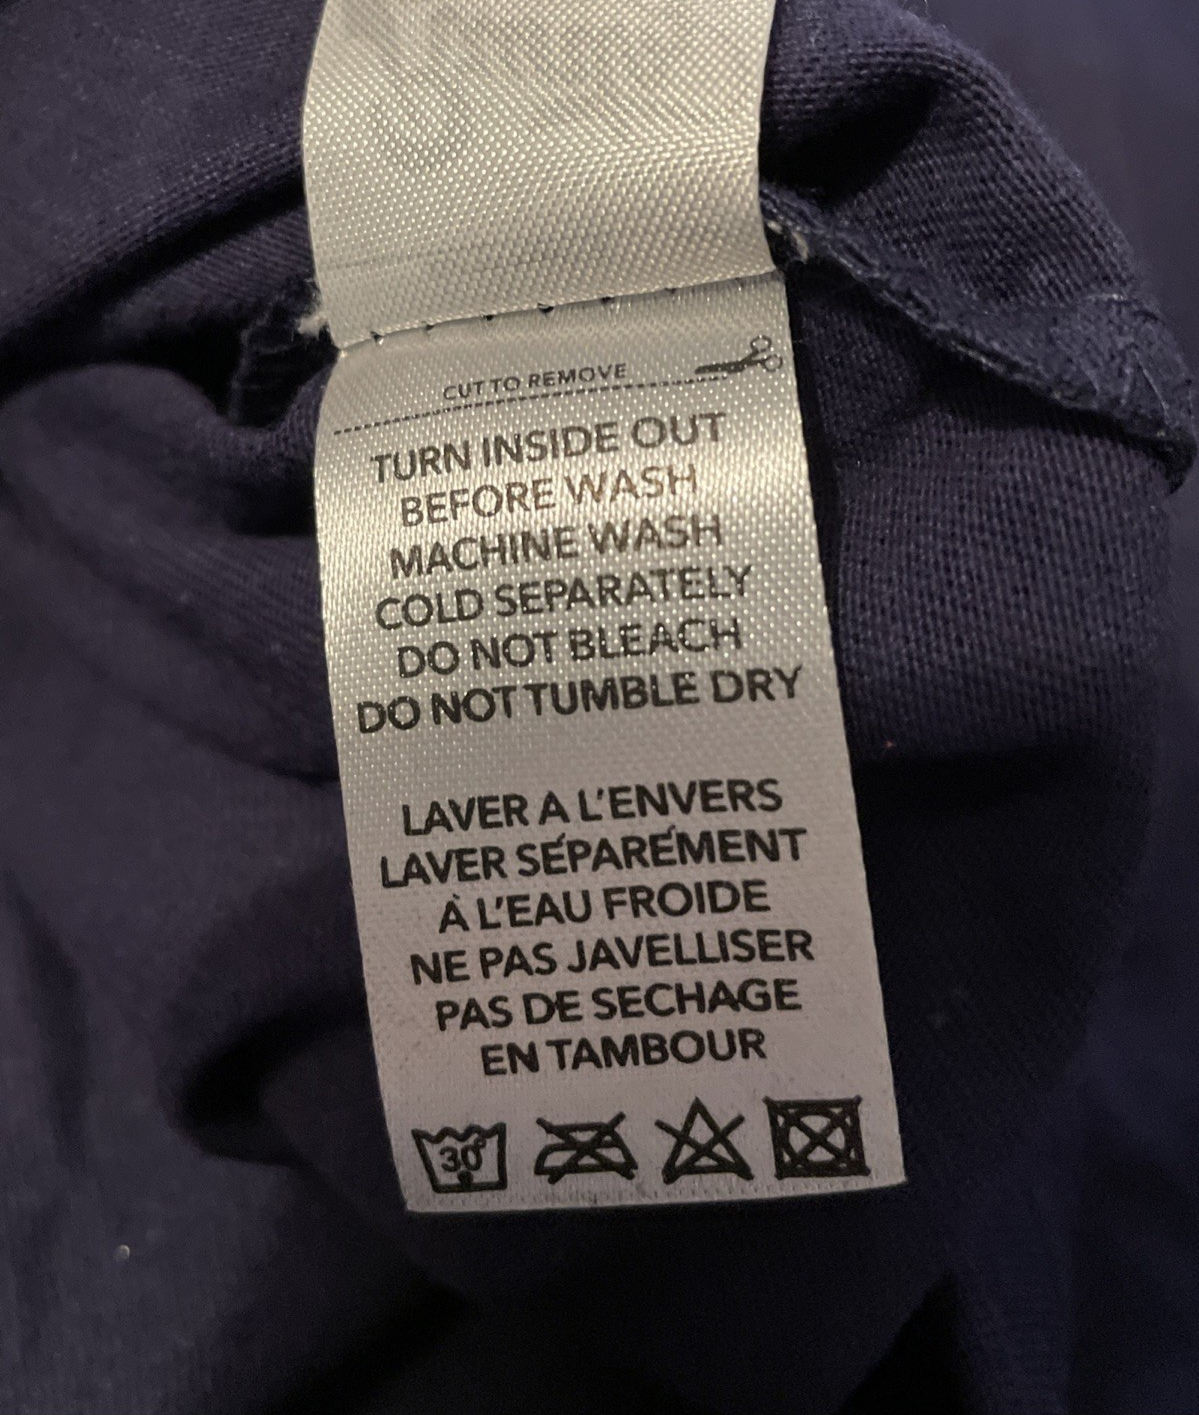 CUT TO REMOVE
TURN INSIDE OUT
BEFORE WASH
MACHINE WASH
COLD SEPARATELY
DO NOT BLEACH
DO NOT TUMBLE DRY
LAVER A L'ENVERS
LAVER SÉPARÉMENT
À L'EAU FROIDE
NE PAS JAVELLISER
PAS DE SECHAGE
EN TAMBOUR
30°